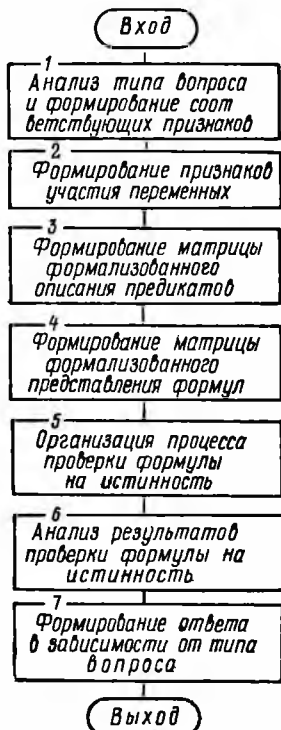 Вход
1
Анализ типа вопроса
и формирование соот
ветствующих признаков
2
Формирование признаков
участия переменных
3
Формирование матрицы
формализованного
описания предикатов
4
Формирование матрицы
формализованного
представления формул
5
Организация процесса
проверки формулы
на истинность
6
Анализ результатов
проверки формулы на
истинность
7
Формирование ответа
в зависимости от типа
вопроса
Выход